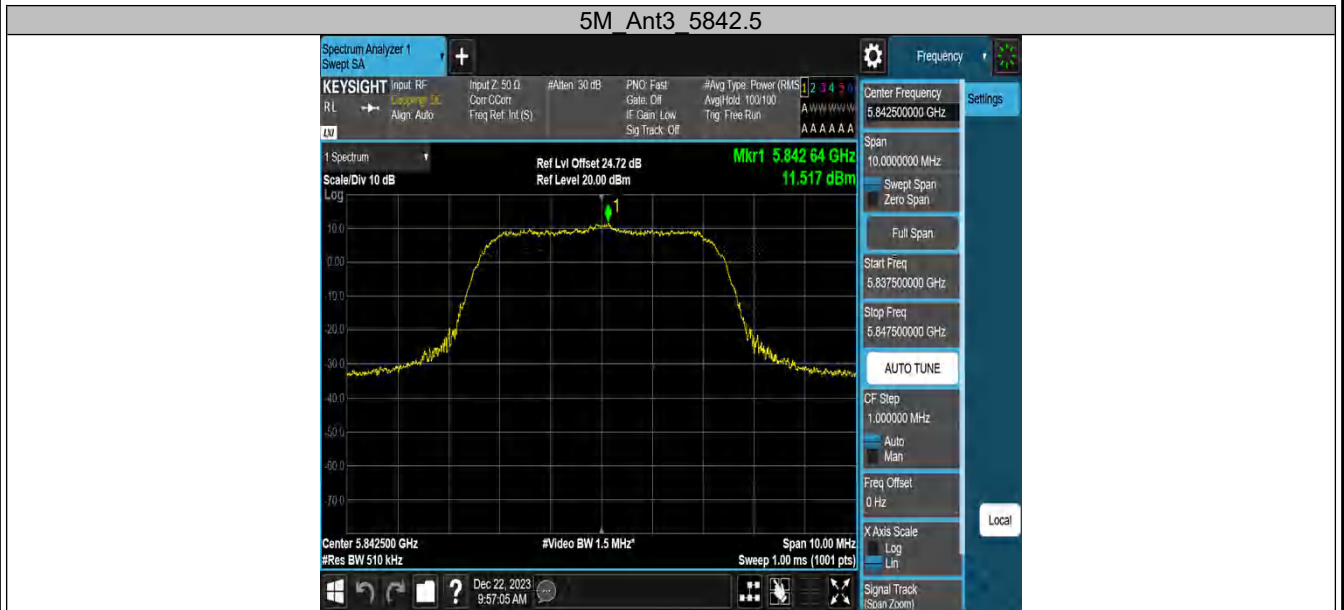 5M_Ant3_5842.5
Spectrum Analyzer 1
Swept SA
+
Frequency
KEYSIGHT
Input: RF
Coupling: DC
Align: Auto
Input Z: 50 Ω
Corr CCorr
Freq Ref: Int (S)
#Atten: 30 dB
PNO: Fast
Gate: Off
IF Gain: Low
Sig Track: Off
#Avg Type: Power (RMS
Avg|Hold: 100/100
Trig: Free Run
1 2 3 4 5 6
A W W W W W
A A A A A A
R L
LXI
Center Frequency
5.842500000 GHz
Settings
Span
10.0000000 MHz
Swept Span
Zero Span
Full Span
Start Freq
5.837500000 GHz
Stop Freq
5.847500000 GHz
AUTO TUNE
CF Step
1.000000 MHz
Auto
Man
Freq Offset
0 Hz
X Axis Scale
Log
Lin
Signal Track
(Span Zoom)
Local
1 Spectrum
Scale/Div 10 dB
Log
Ref Lvl Offset 24.72 dB
Ref Level 20.00 dBm
Mkr1 5.842 64 GHz
11.517 dBm
1
10.0
0.00
-10.0
-20.0
-30.0
-40.0
-50.0
-60.0
-70.0
Center 5.842500 GHz
#Res BW 510 kHz
#Video BW 1.5 MHz*
Span 10.00 MHz
Sweep 1.00 ms (1001 pts)
?
Dec 22, 2023
9:57:05 AM